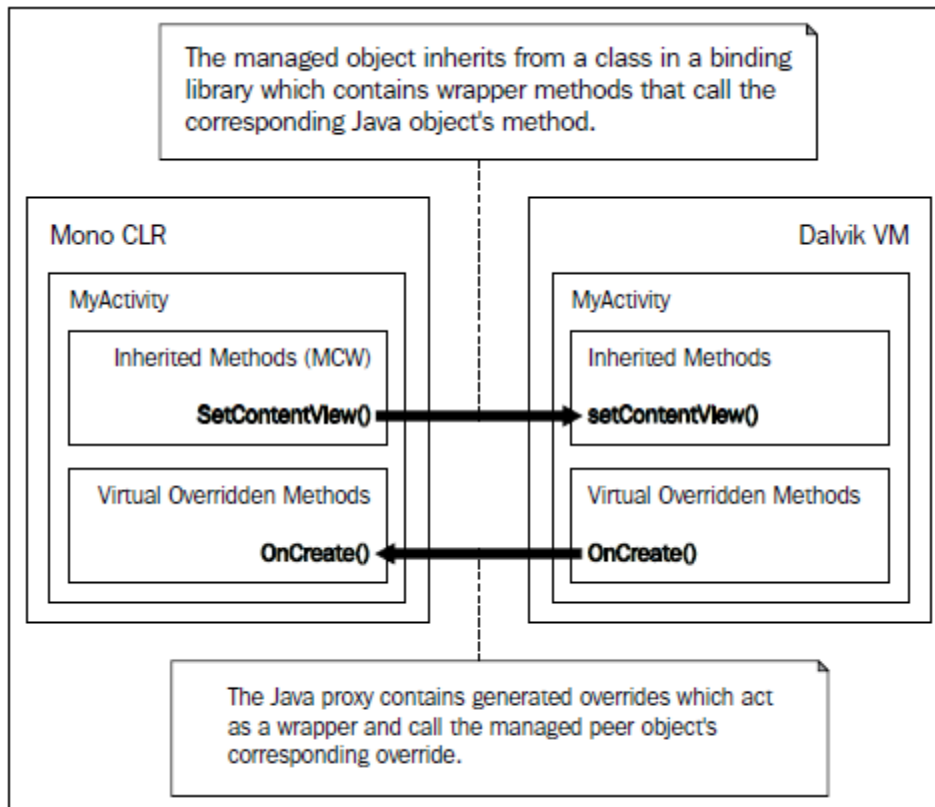 The managed object inherits from a class in a binding
library which contains wrapper methods that call the
corresponding Java object's method.
Mono CLR
MyActivity
Inherited Methods (MCW)
SetContentView()
Virtual Overridden Methods
OnCreate()
Dalvik VM
MyActivity
Inherited Methods
setContentView()
Virtual Overridden Methods
OnCreate()
The Java proxy contains generated overrides which act
as a wrapper and call the managed peer object's
corresponding override.